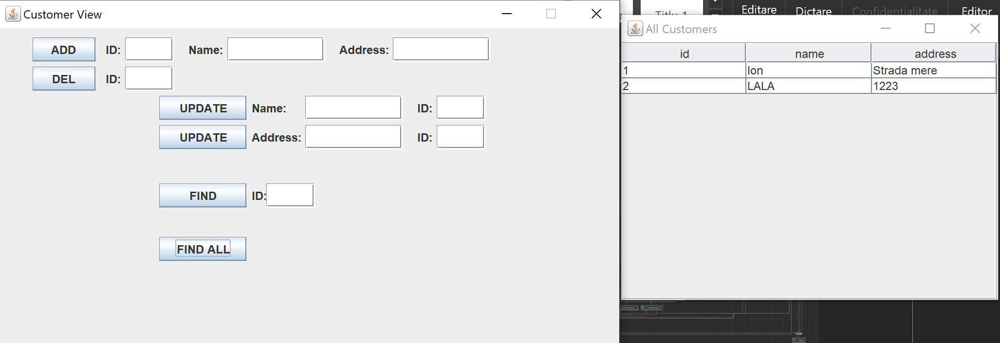 Customer View
ADD ID: Name: Address:
DEL ID:
UPDATE Name: ID:
UPDATE Address: ID:
FIND ID:
FIND ALL
Editare Dictare Confidentialitate Editor
All Customers
id name address
1 Ion Strada mere
2 LALA 1223